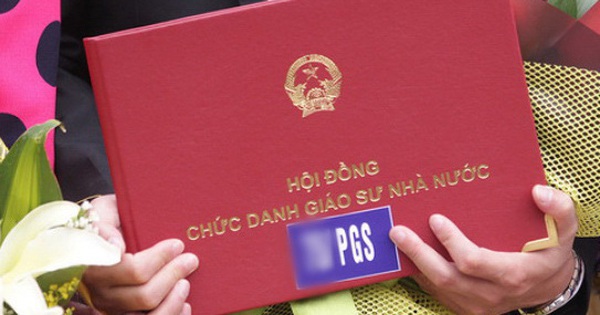 HỘI ĐỒNG
CHỨC DANH GIÁO SƯ NHÀ NƯỚC
PGS